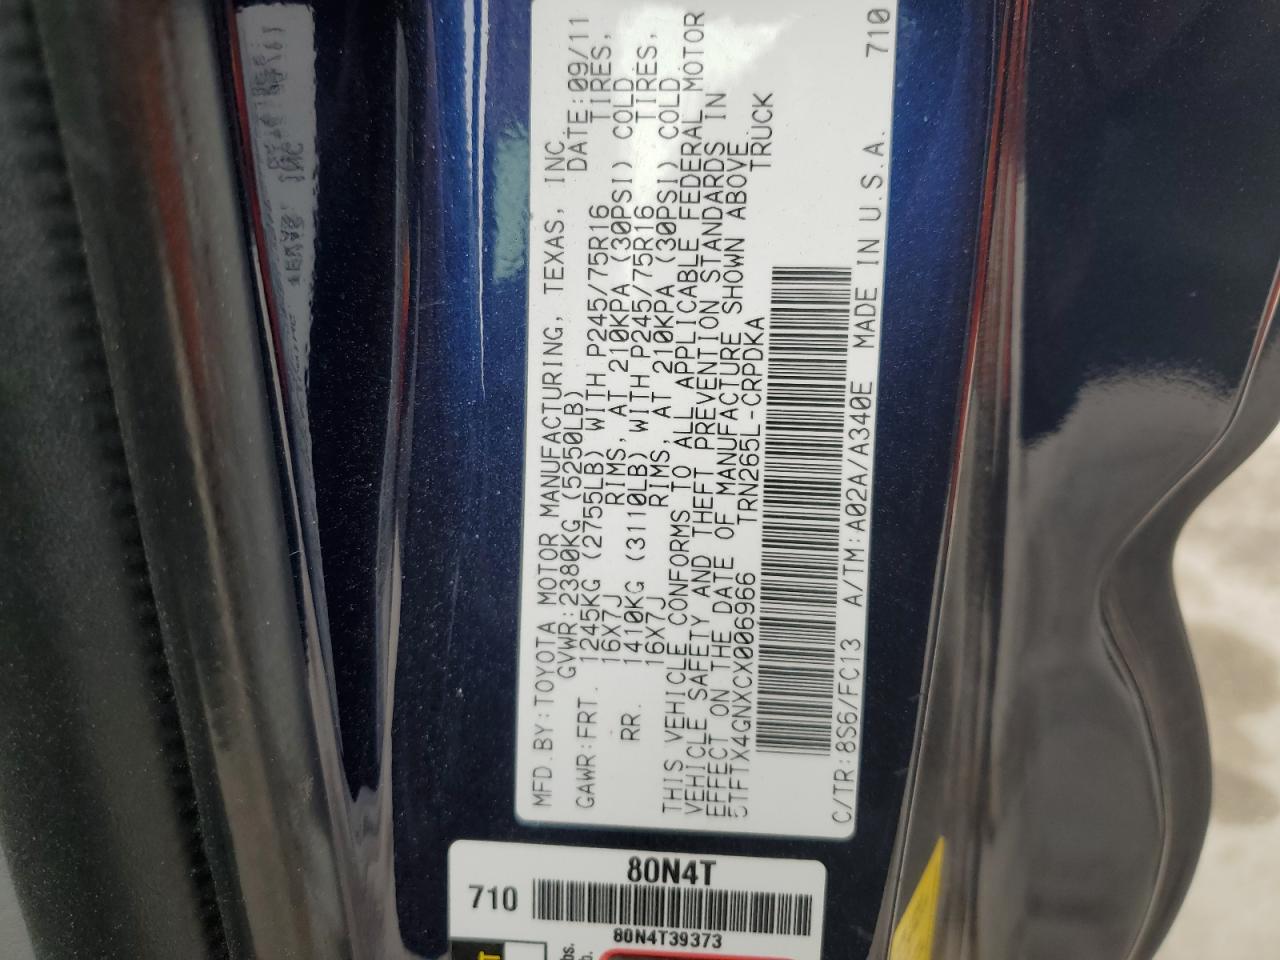 MFD.BY:TOYOTA MOTOR MANUFACTURING, TEXAS, INC.
GVWR:2380KG(5250LB) DATE:09/11
GAWR:FRT. 1245KG (2755LB) WITH P245/75R16 TIRES,
16X7J RIMS, AT 210KPA (30PSI) COLD
RR. 1410KG (3110LB) WITH P245/75R16 TIRES,
16X7J RIMS, AT 210KPA (30PSI) COLD
THIS VEHICLE CONFORMS TO ALL APPLICABLE FEDERAL MOTOR
VEHICLE SAFETY AND THEFT PREVENTION STANDARDS IN
EFFECT ON THE DATE OF MANUFACTURE SHOWN ABOVE
5TFTX4GNXCX006966 TRN265L-CRPDKA TRUCK
C/TR:8S6/FC13 A/TM:A02A/A340E MADE IN U.S.A. 710
80N4T
710
80N4T39373